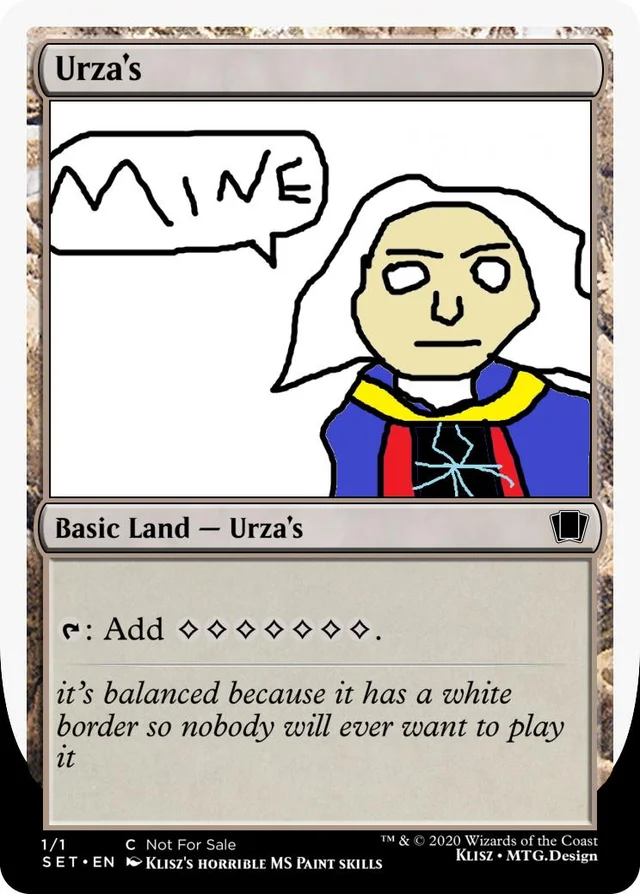 Urza's
MINE
Basic Land — Urza's
: Add ◇◇◇◇◇◇◇.
it's balanced because it has a white
border so nobody will ever want to play
it
1/1 C Not For Sale
SET • EN Klisz's horrible MS Paint skills
™ & © 2020 Wizards of the Coast
Klisz • MTG.Design